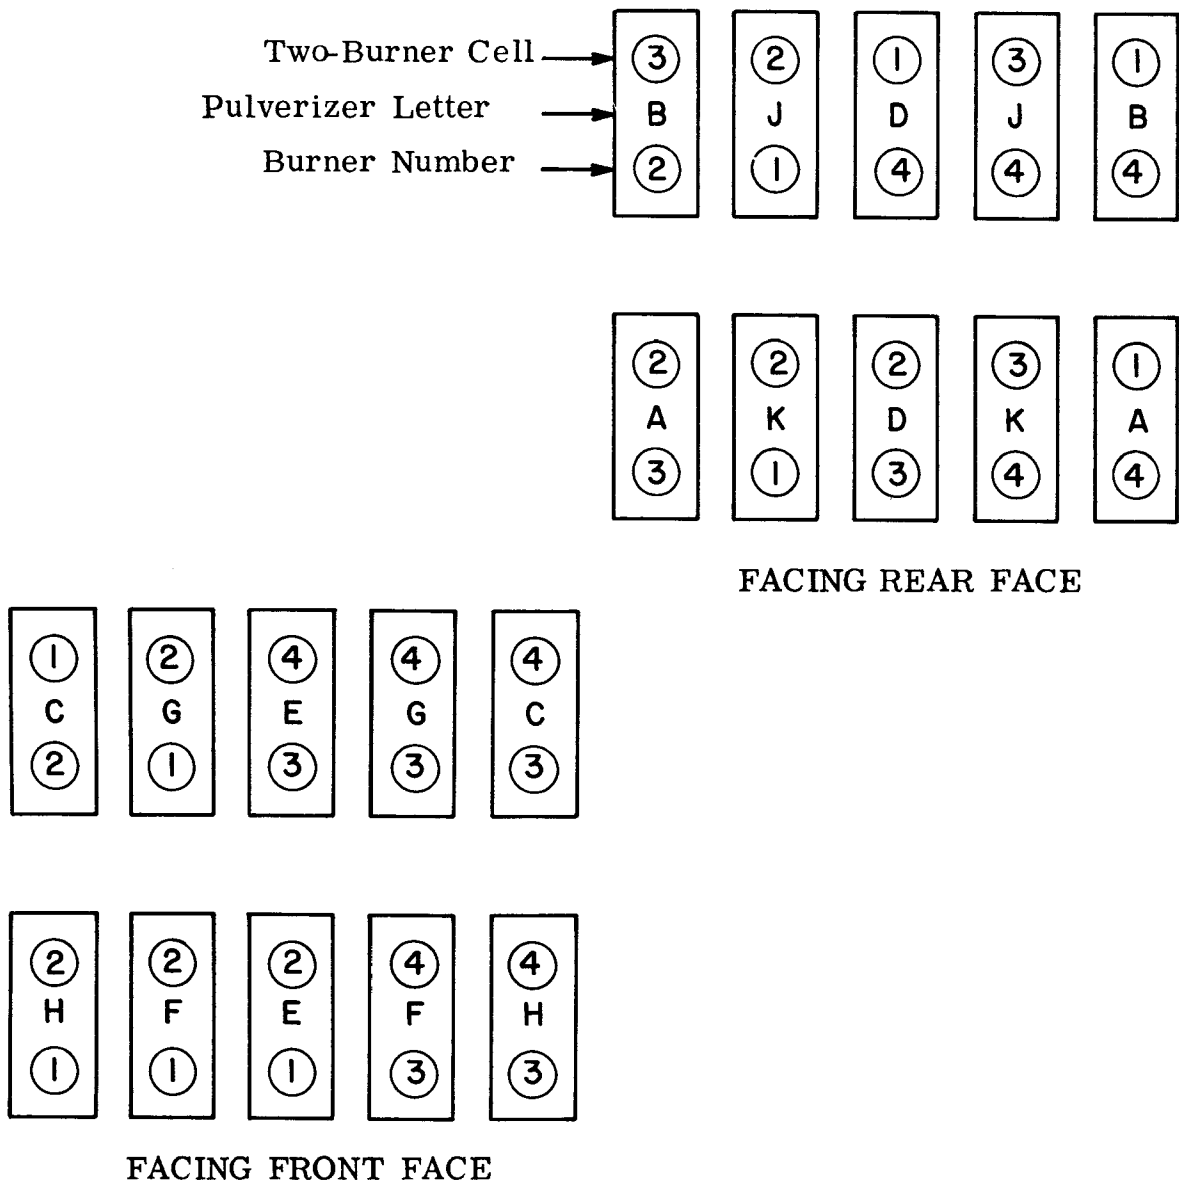 Two-Burner Cell 3 2 1 3 1
Pulverizer Letter B J D J B
Burner Number 2 1 4 4 4
2 2 2 3 1
A K D K A
3 1 3 4 4
FACING REAR FACE
1 2 4 4 4
C G E G C
2 1 3 3 3
2 2 2 4 4
H F E F H
1 1 1 3 3
FACING FRONT FACE